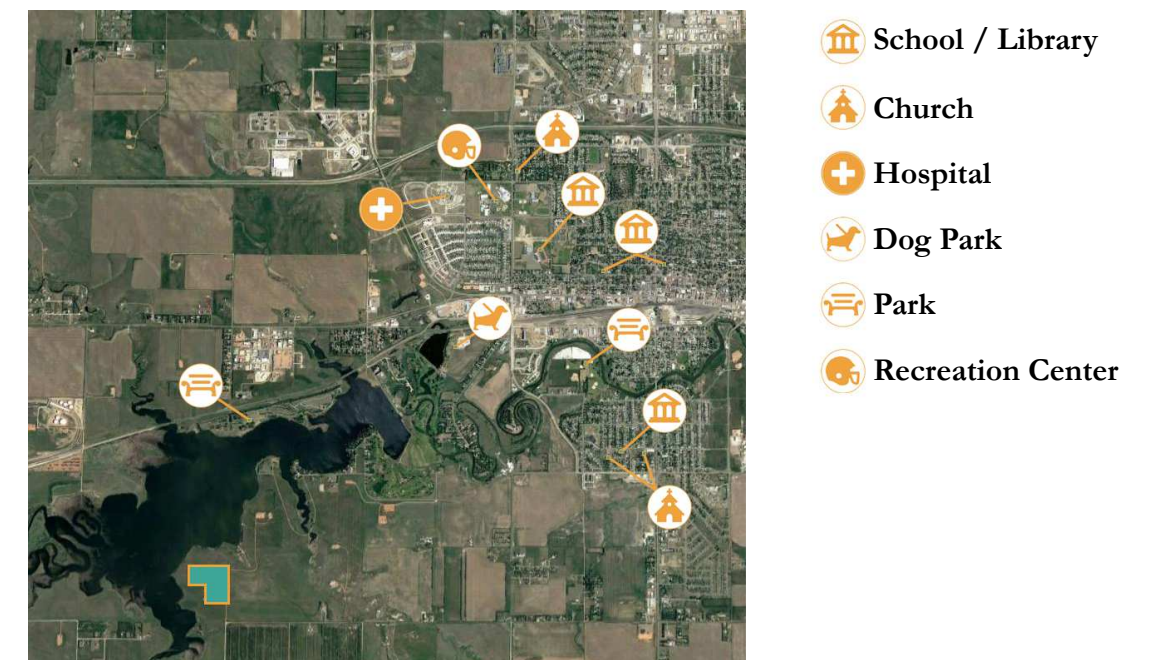 School / Library
Church
Hospital
Dog Park
Park
Recreation Center